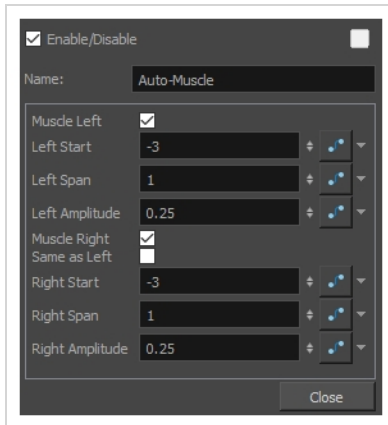 Enable/Disable
Name: Auto-Muscle
Muscle Left
Left Start -3
Left Span 1
Left Amplitude 0.25
Muscle Right
Same as Left
Right Start -3
Right Span 1
Right Amplitude 0.25
Close